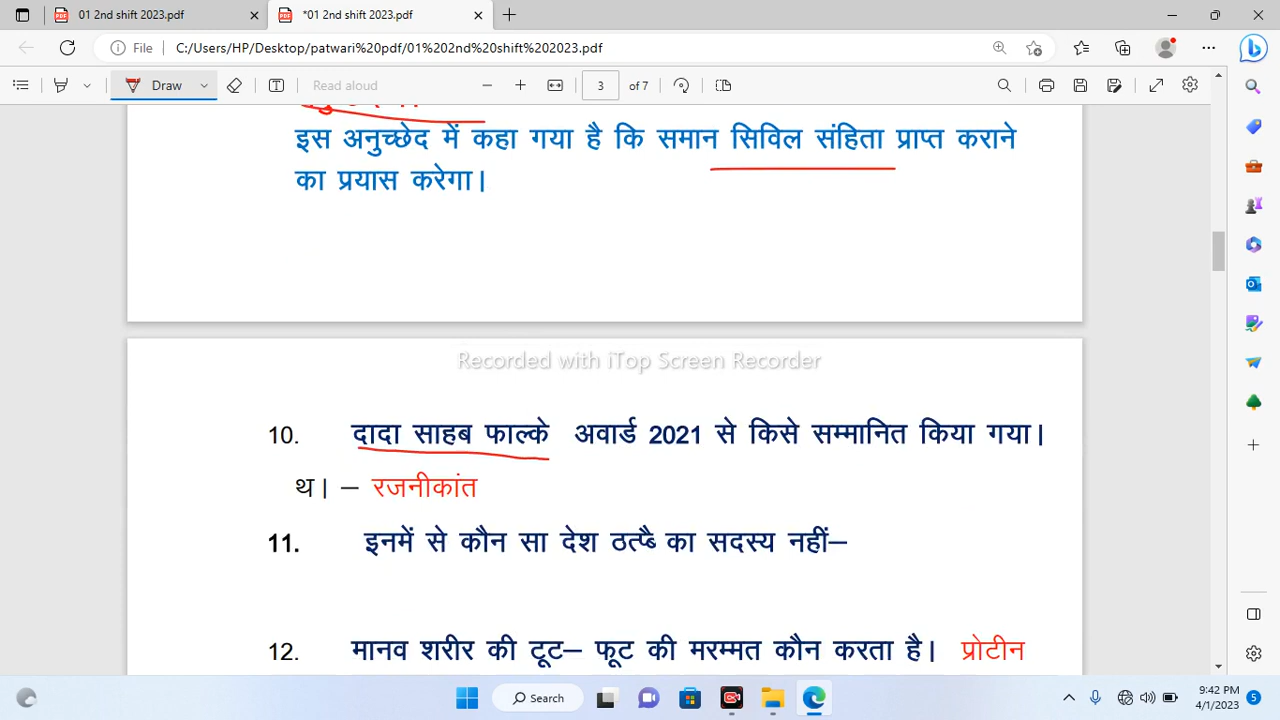 01 2nd shift 2023.pdf
*01 2nd shift 2023.pdf
File
C:/Users/HP/Desktop/patwari%20pdf/01%202nd%20shift%202023.pdf
Draw
Read aloud
3
of 7
इस अनुच्छेद में कहा गया है कि समान सिविल संहिता प्राप्त कराने
का प्रयास करेगा।
Recorded with iTop Screen Recorder
10. दादा साहब फाल्के अवार्ड 2021 से किसे सम्मानित किया गया।
थ। – रजनीकांत
11. इनमें से कौन सा देश ठत्प्छै का सदस्य नहीं–
12. मानव शरीर की टूट– फूट की मरम्मत कौन करता है। प्रोटीन
Search
9:42 PM
4/1/2023
5